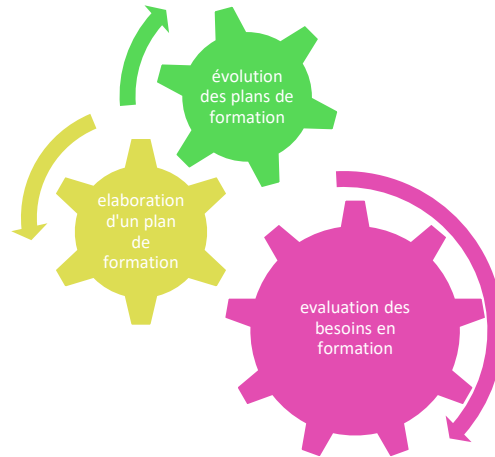 évolution
des plans de
formation
elaboration
d'un plan
de
formation
evaluation des
besoins en
formation